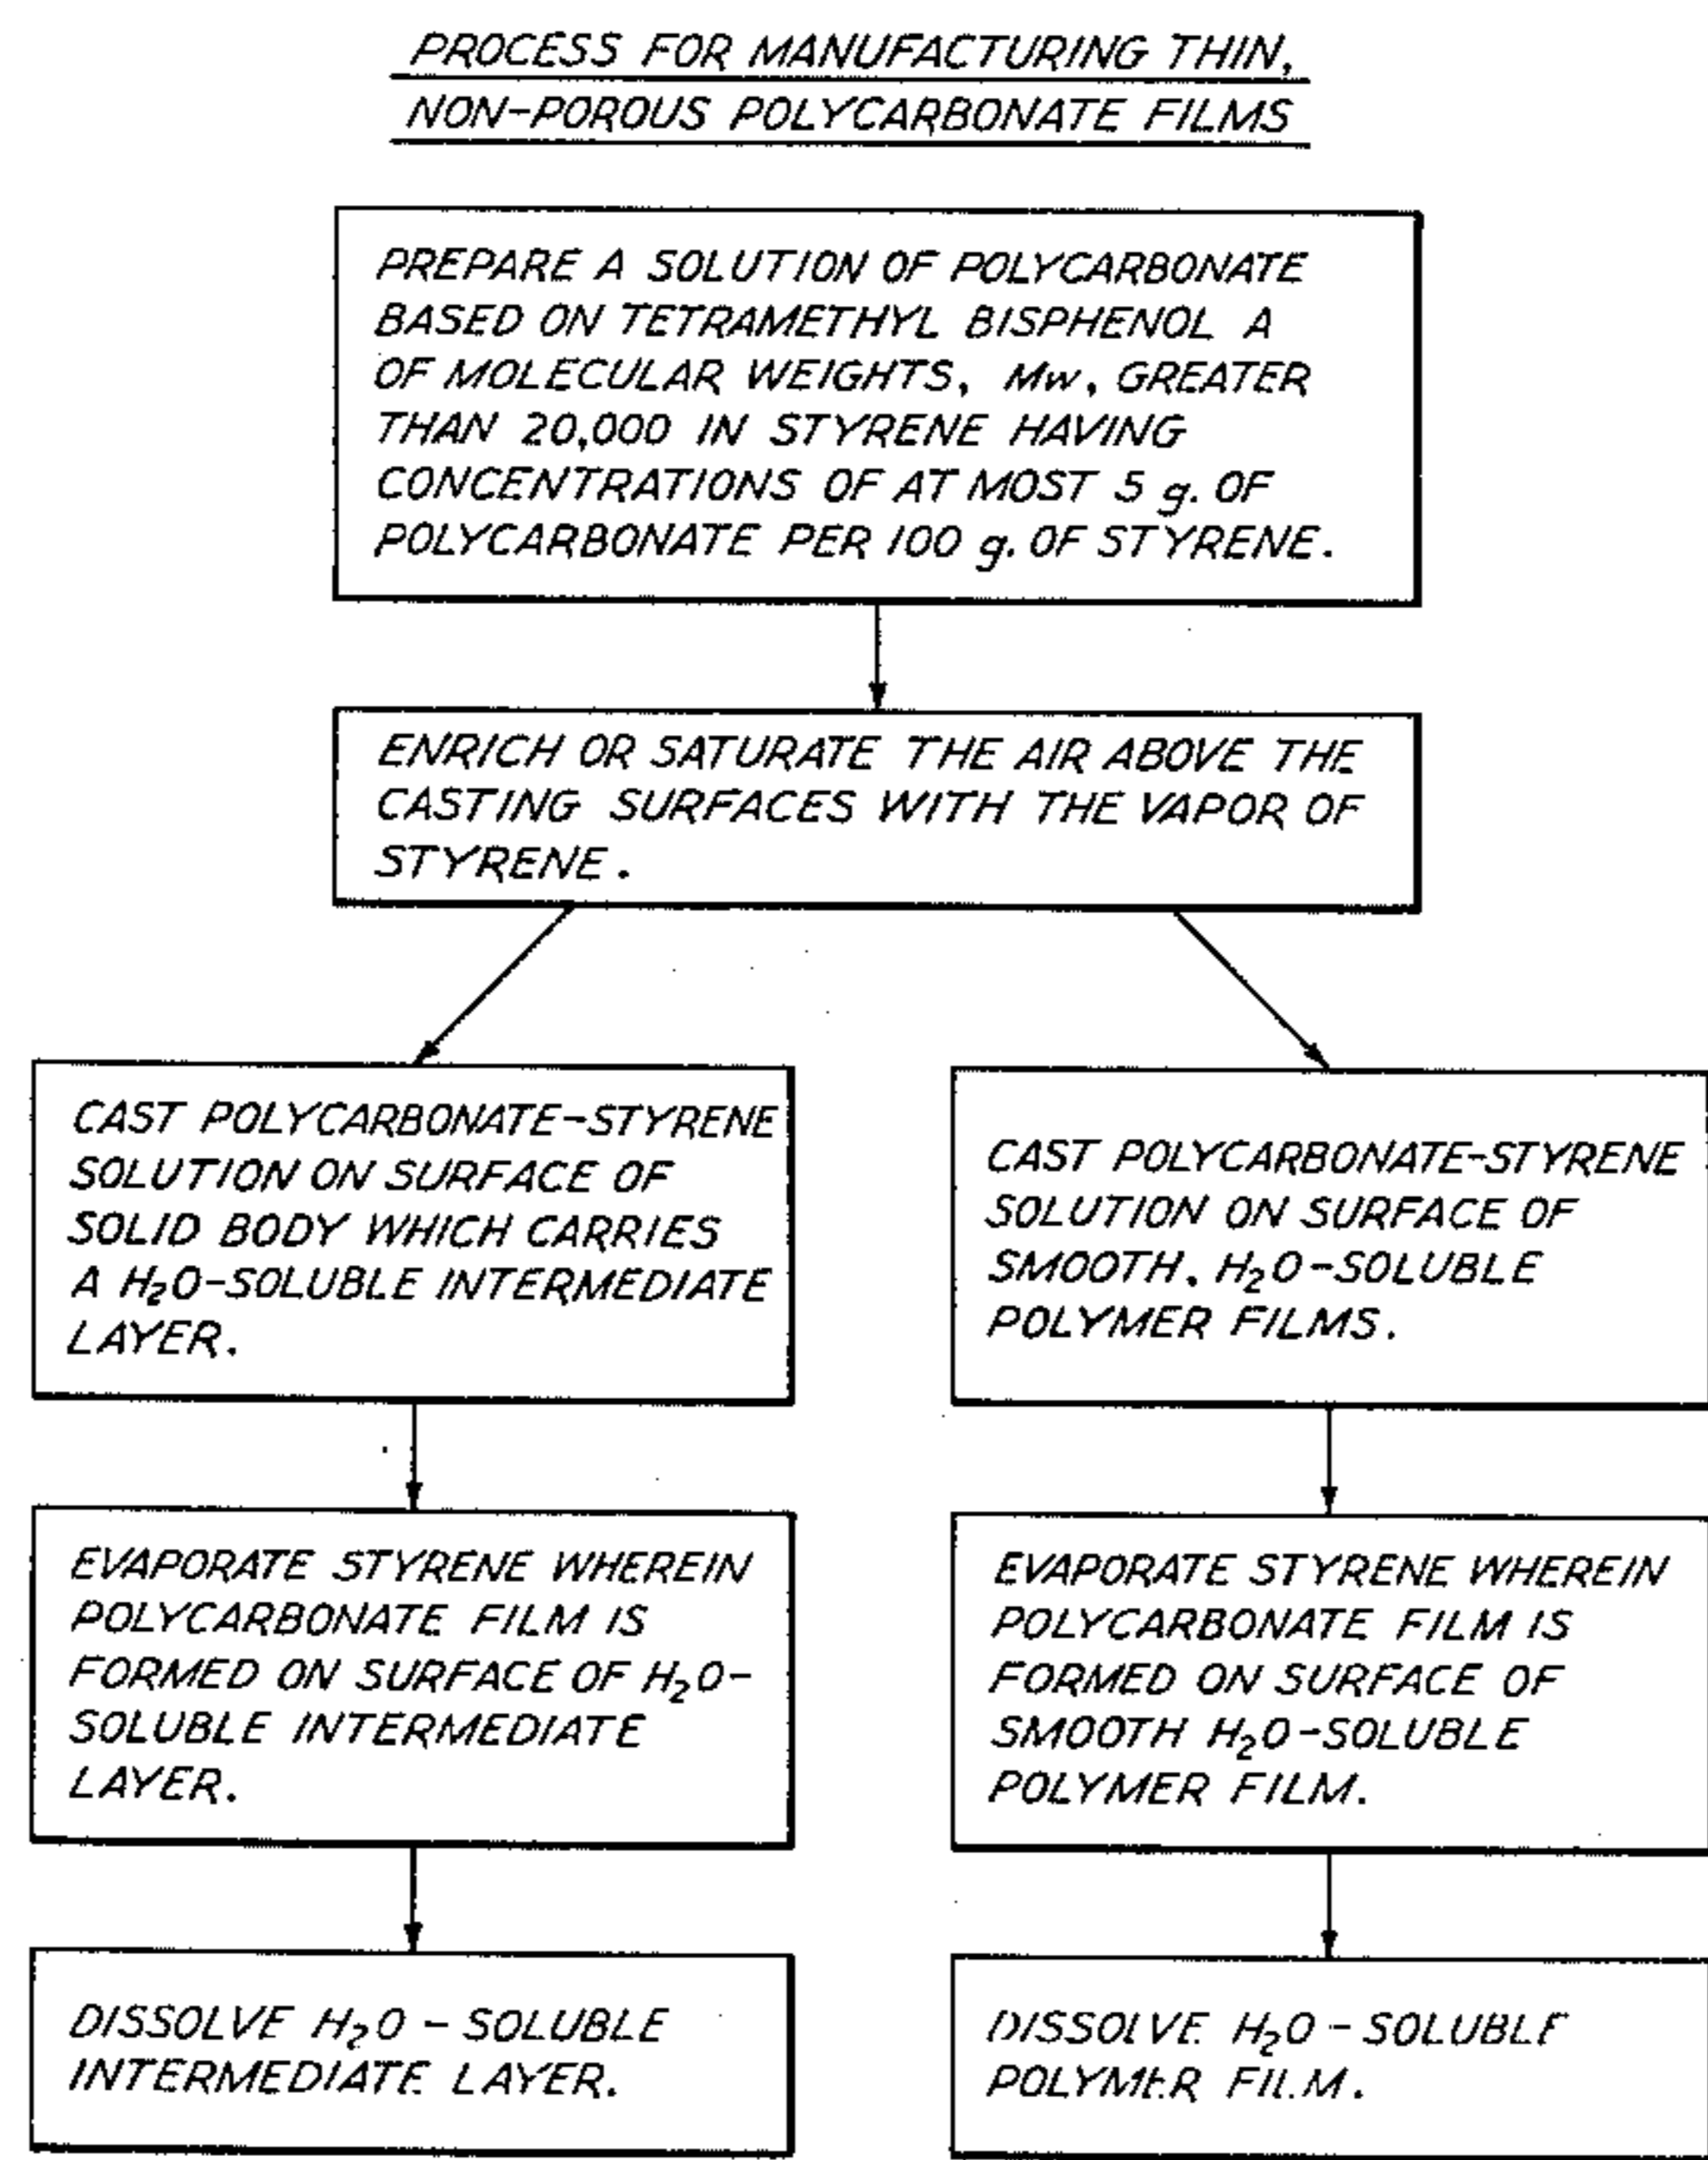 PROCESS FOR MANUFACTURING THIN,
NON-POROUS POLYCARBONATE FILMS
PREPARE A SOLUTION OF POLYCARBONATE
BASED ON TETRAMETHYL BISPHENOL A
OF MOLECULAR WEIGHTS, Mw, GREATER
THAN 20,000 IN STYRENE HAVING
CONCENTRATIONS OF AT MOST 5 g. OF
POLYCARBONATE PER 100 g. OF STYRENE.
ENRICH OR SATURATE THE AIR ABOVE THE
CASTING SURFACES WITH THE VAPOR OF
STYRENE.
CAST POLYCARBONATE-STYRENE
SOLUTION ON SURFACE OF
SOLID BODY WHICH CARRIES
A H₂O-SOLUBLE INTERMEDIATE
LAYER.
CAST POLYCARBONATE-STYRENE
SOLUTION ON SURFACE OF
SMOOTH. H₂O-SOLUBLE
POLYMER FILMS.
EVAPORATE STYRENE WHEREIN
POLYCARBONATE FILM IS
FORMED ON SURFACE OF H₂O-
SOLUBLE INTERMEDIATE
LAYER.
EVAPORATE STYRENE WHEREIN
POLYCARBONATE FILM IS
FORMED ON SURFACE OF
SMOOTH H₂O-SOLUBLE
POLYMER FILM.
DISSOLVE H₂O - SOLUBLE
INTERMEDIATE LAYER.
DISSOLVE H₂O - SOLUBLE
POLYMER FILM.